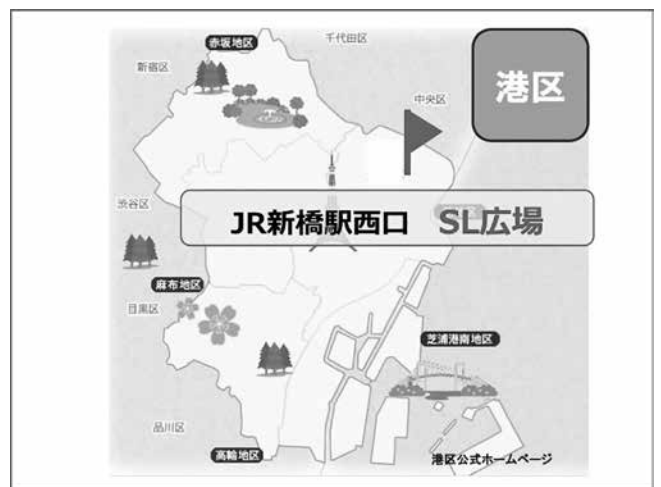 赤坂地区
千代田区
新宿区
港区
中央区
渋谷区
JR新橋駅西口 SL広場
麻布地区
目黒区
芝浦港南地区
品川区
高輪地区
港区公式ホームページ